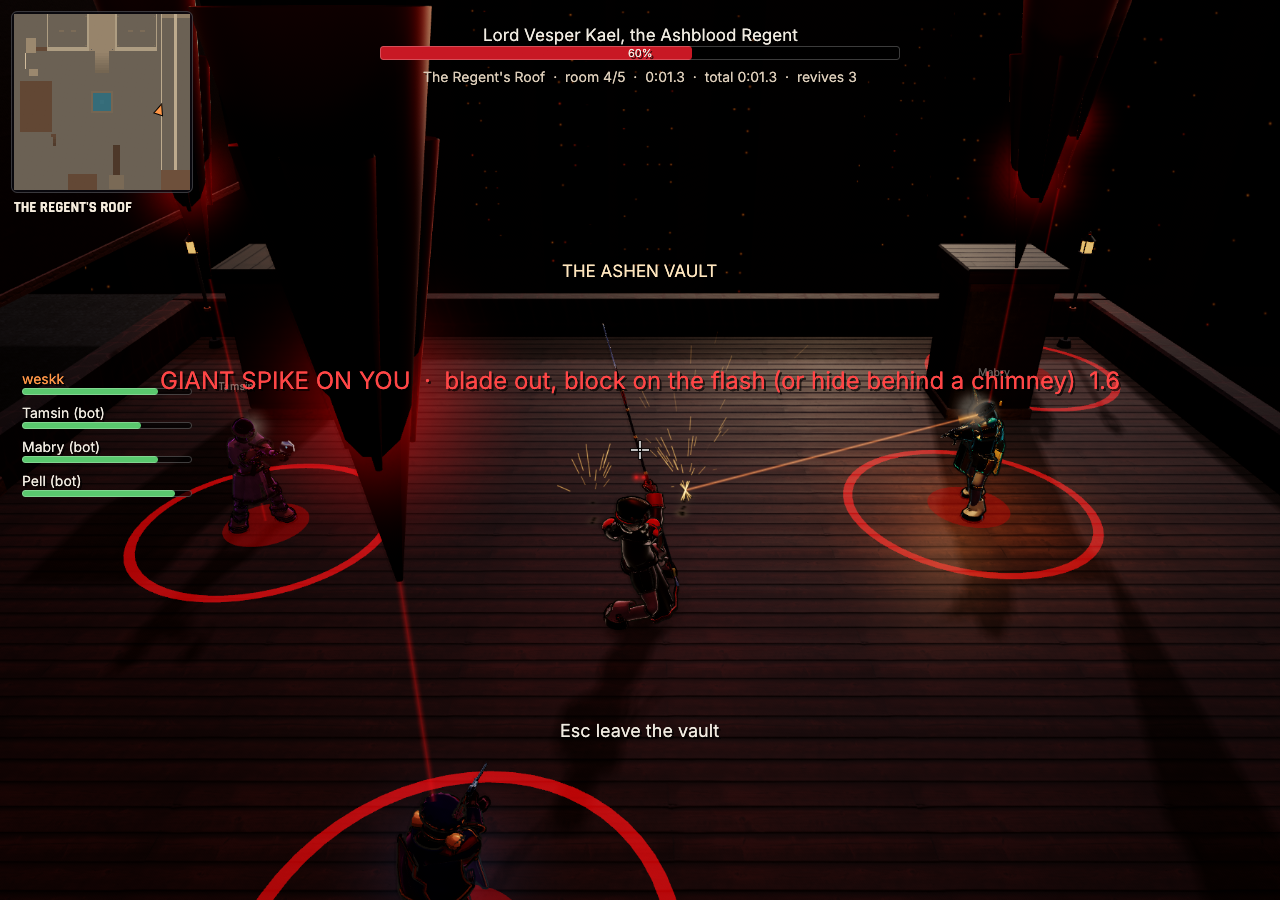 Lord Vesper Kael, the Ashblood Regent
60%
The Regent's Roof · room 4/5 · 0:01.3 · total 0:01.3 · revives 3
THE REGENT'S ROOF
THE ASHEN VAULT
GIANT SPIKE ON YOU · blade out, block on the flash (or hide behind a chimney) 1.6
Tamsin
Mabry
weskk
Tamsin (bot)
Mabry (bot)
Pell (bot)
Esc leave the vault